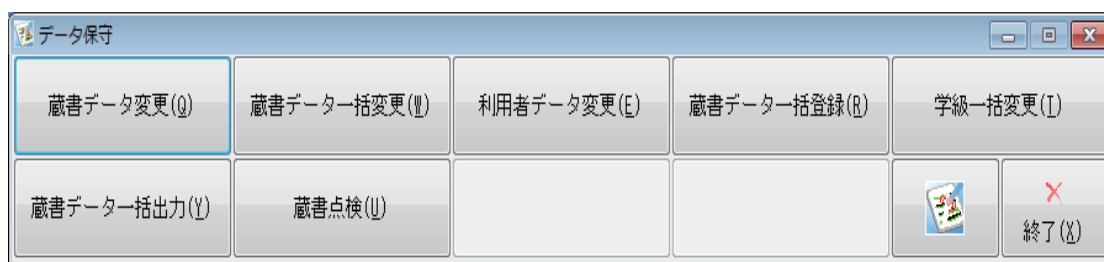 データ保守
蔵書データ変更(Q)
蔵書データ一括変更(W)
利用者データ変更(E)
蔵書データ一括登録(R)
学級一括変更(T)
蔵書データ一括出力(Y)
蔵書点検(U)
終了(X)